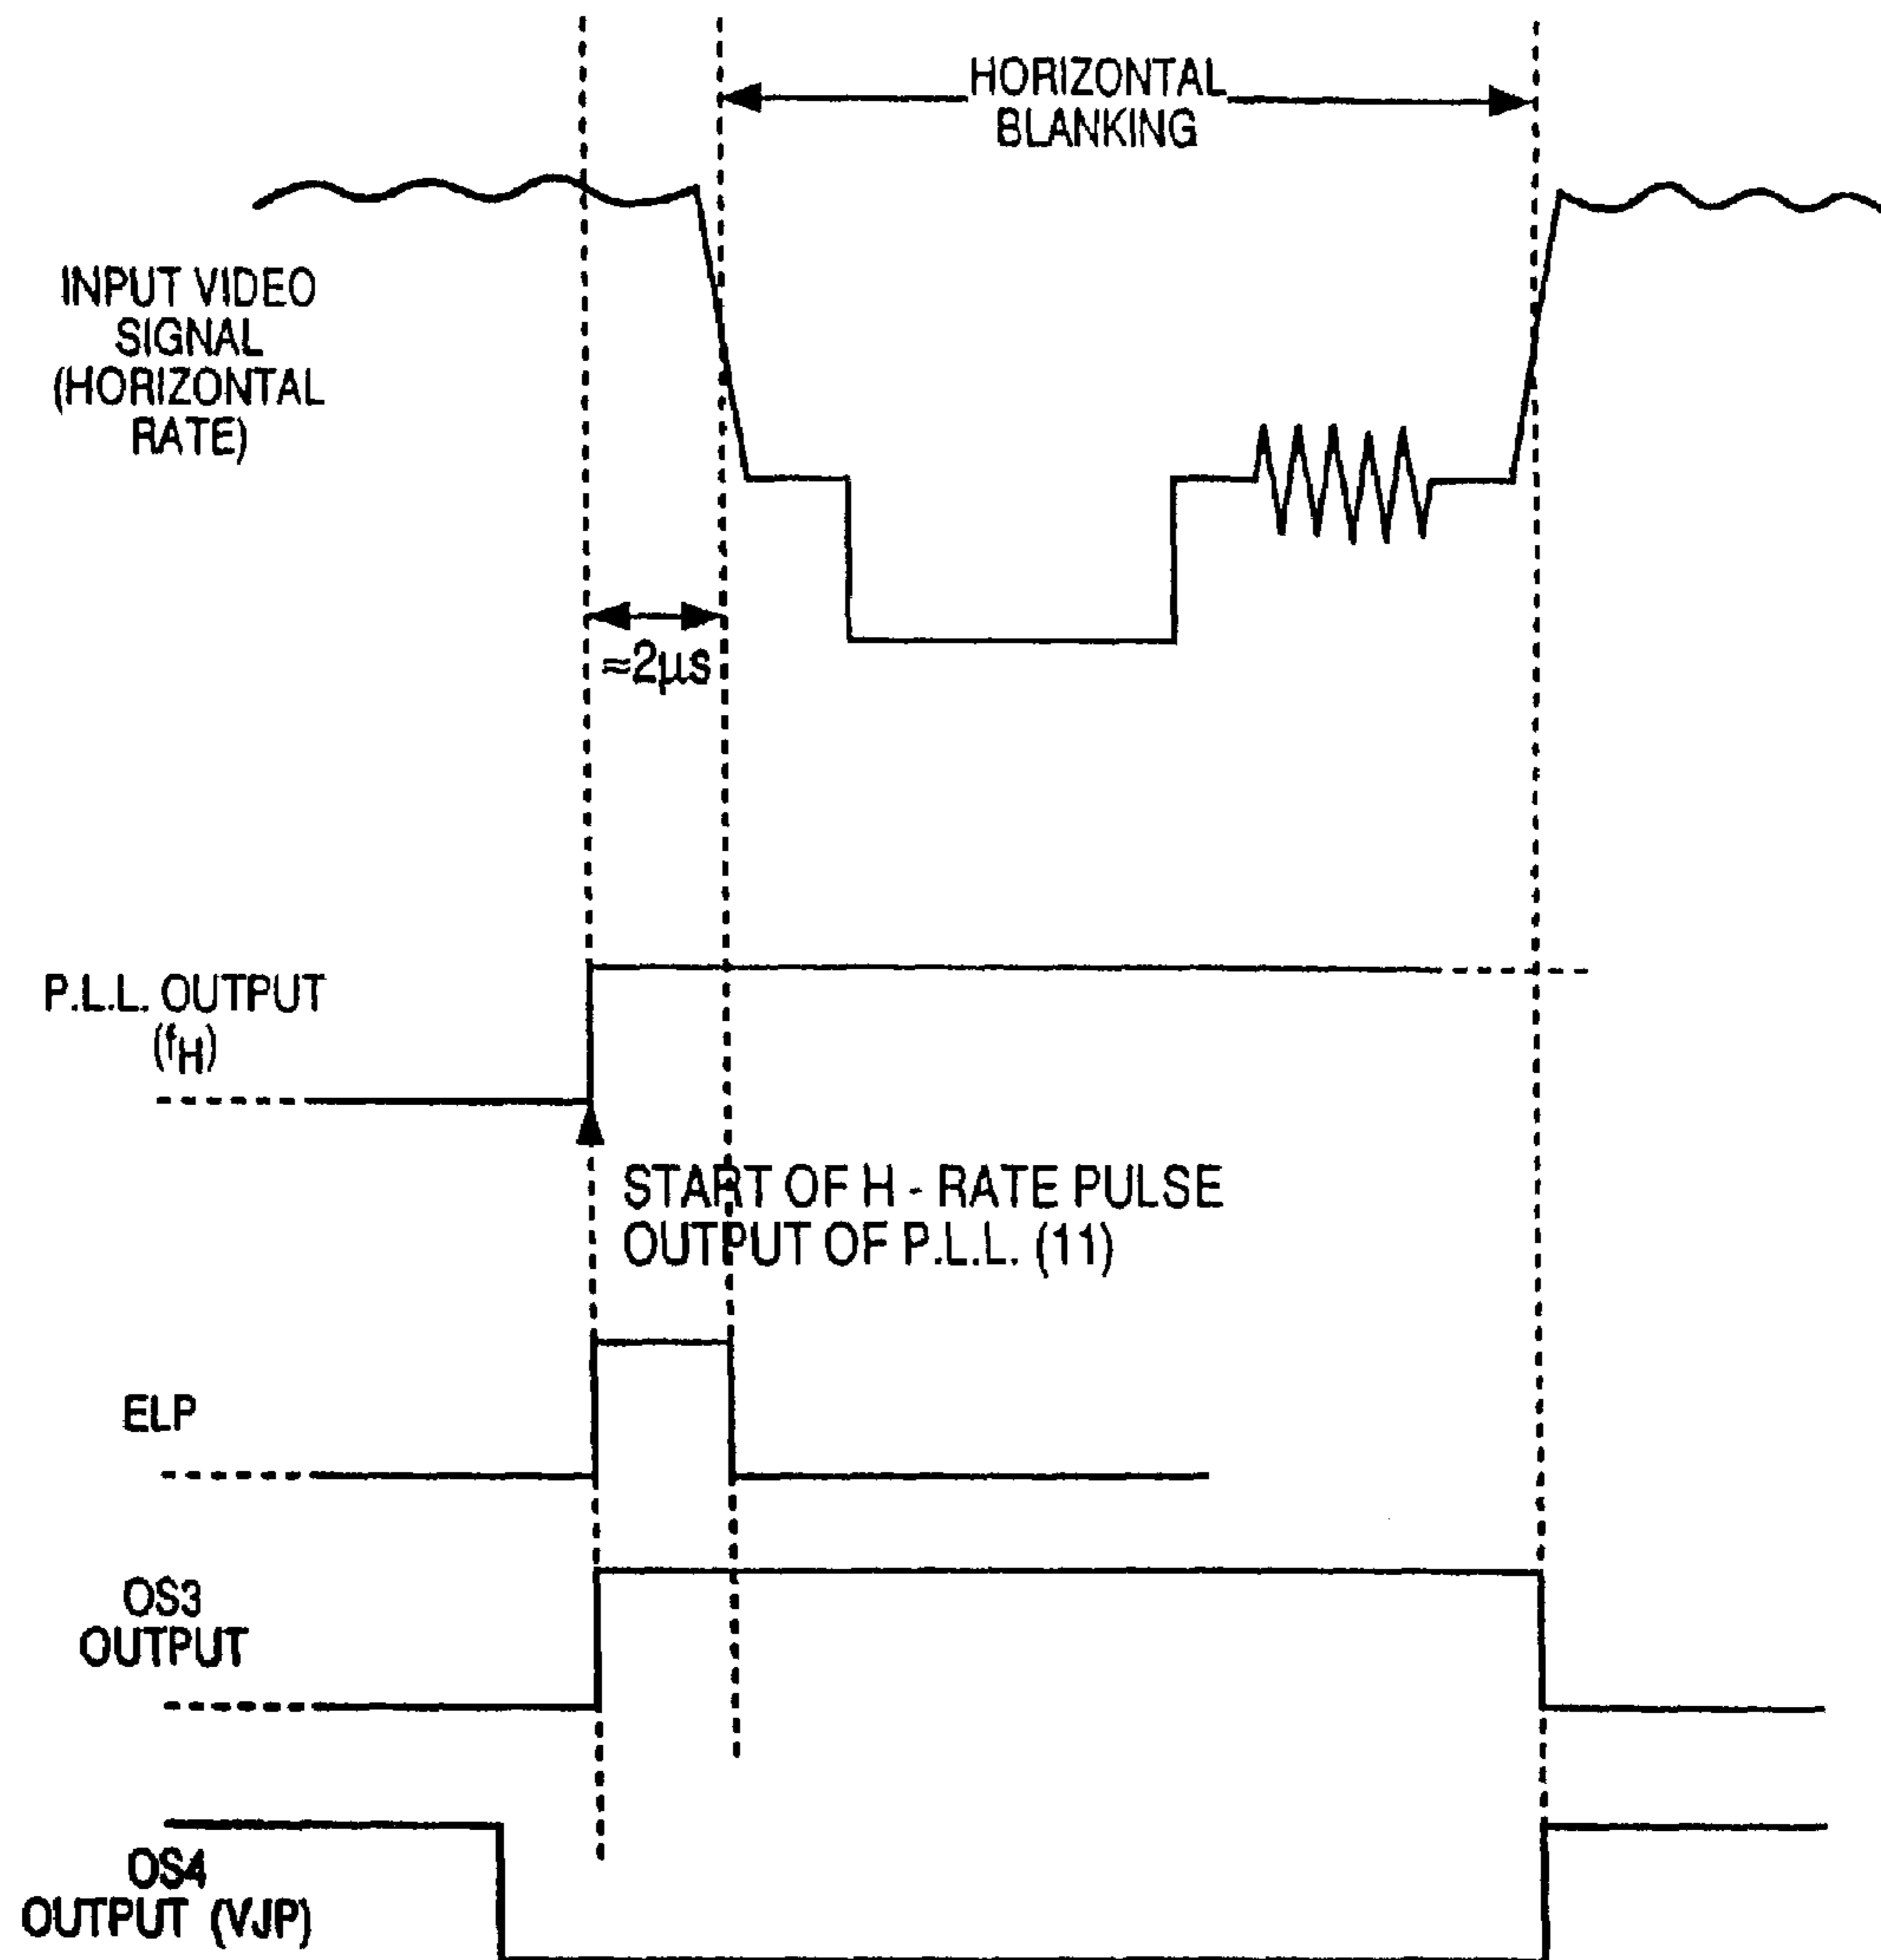 HORIZONTAL
BLANKING
INPUT VIDEO
SIGNAL
(HORIZONTAL
RATE)
≈2µs
P.L.L. OUTPUT
(fH)
START OF H - RATE PULSE
OUTPUT OF P.L.L. (11)
ELP
OS3
OUTPUT
OS4
OUTPUT (VJP)